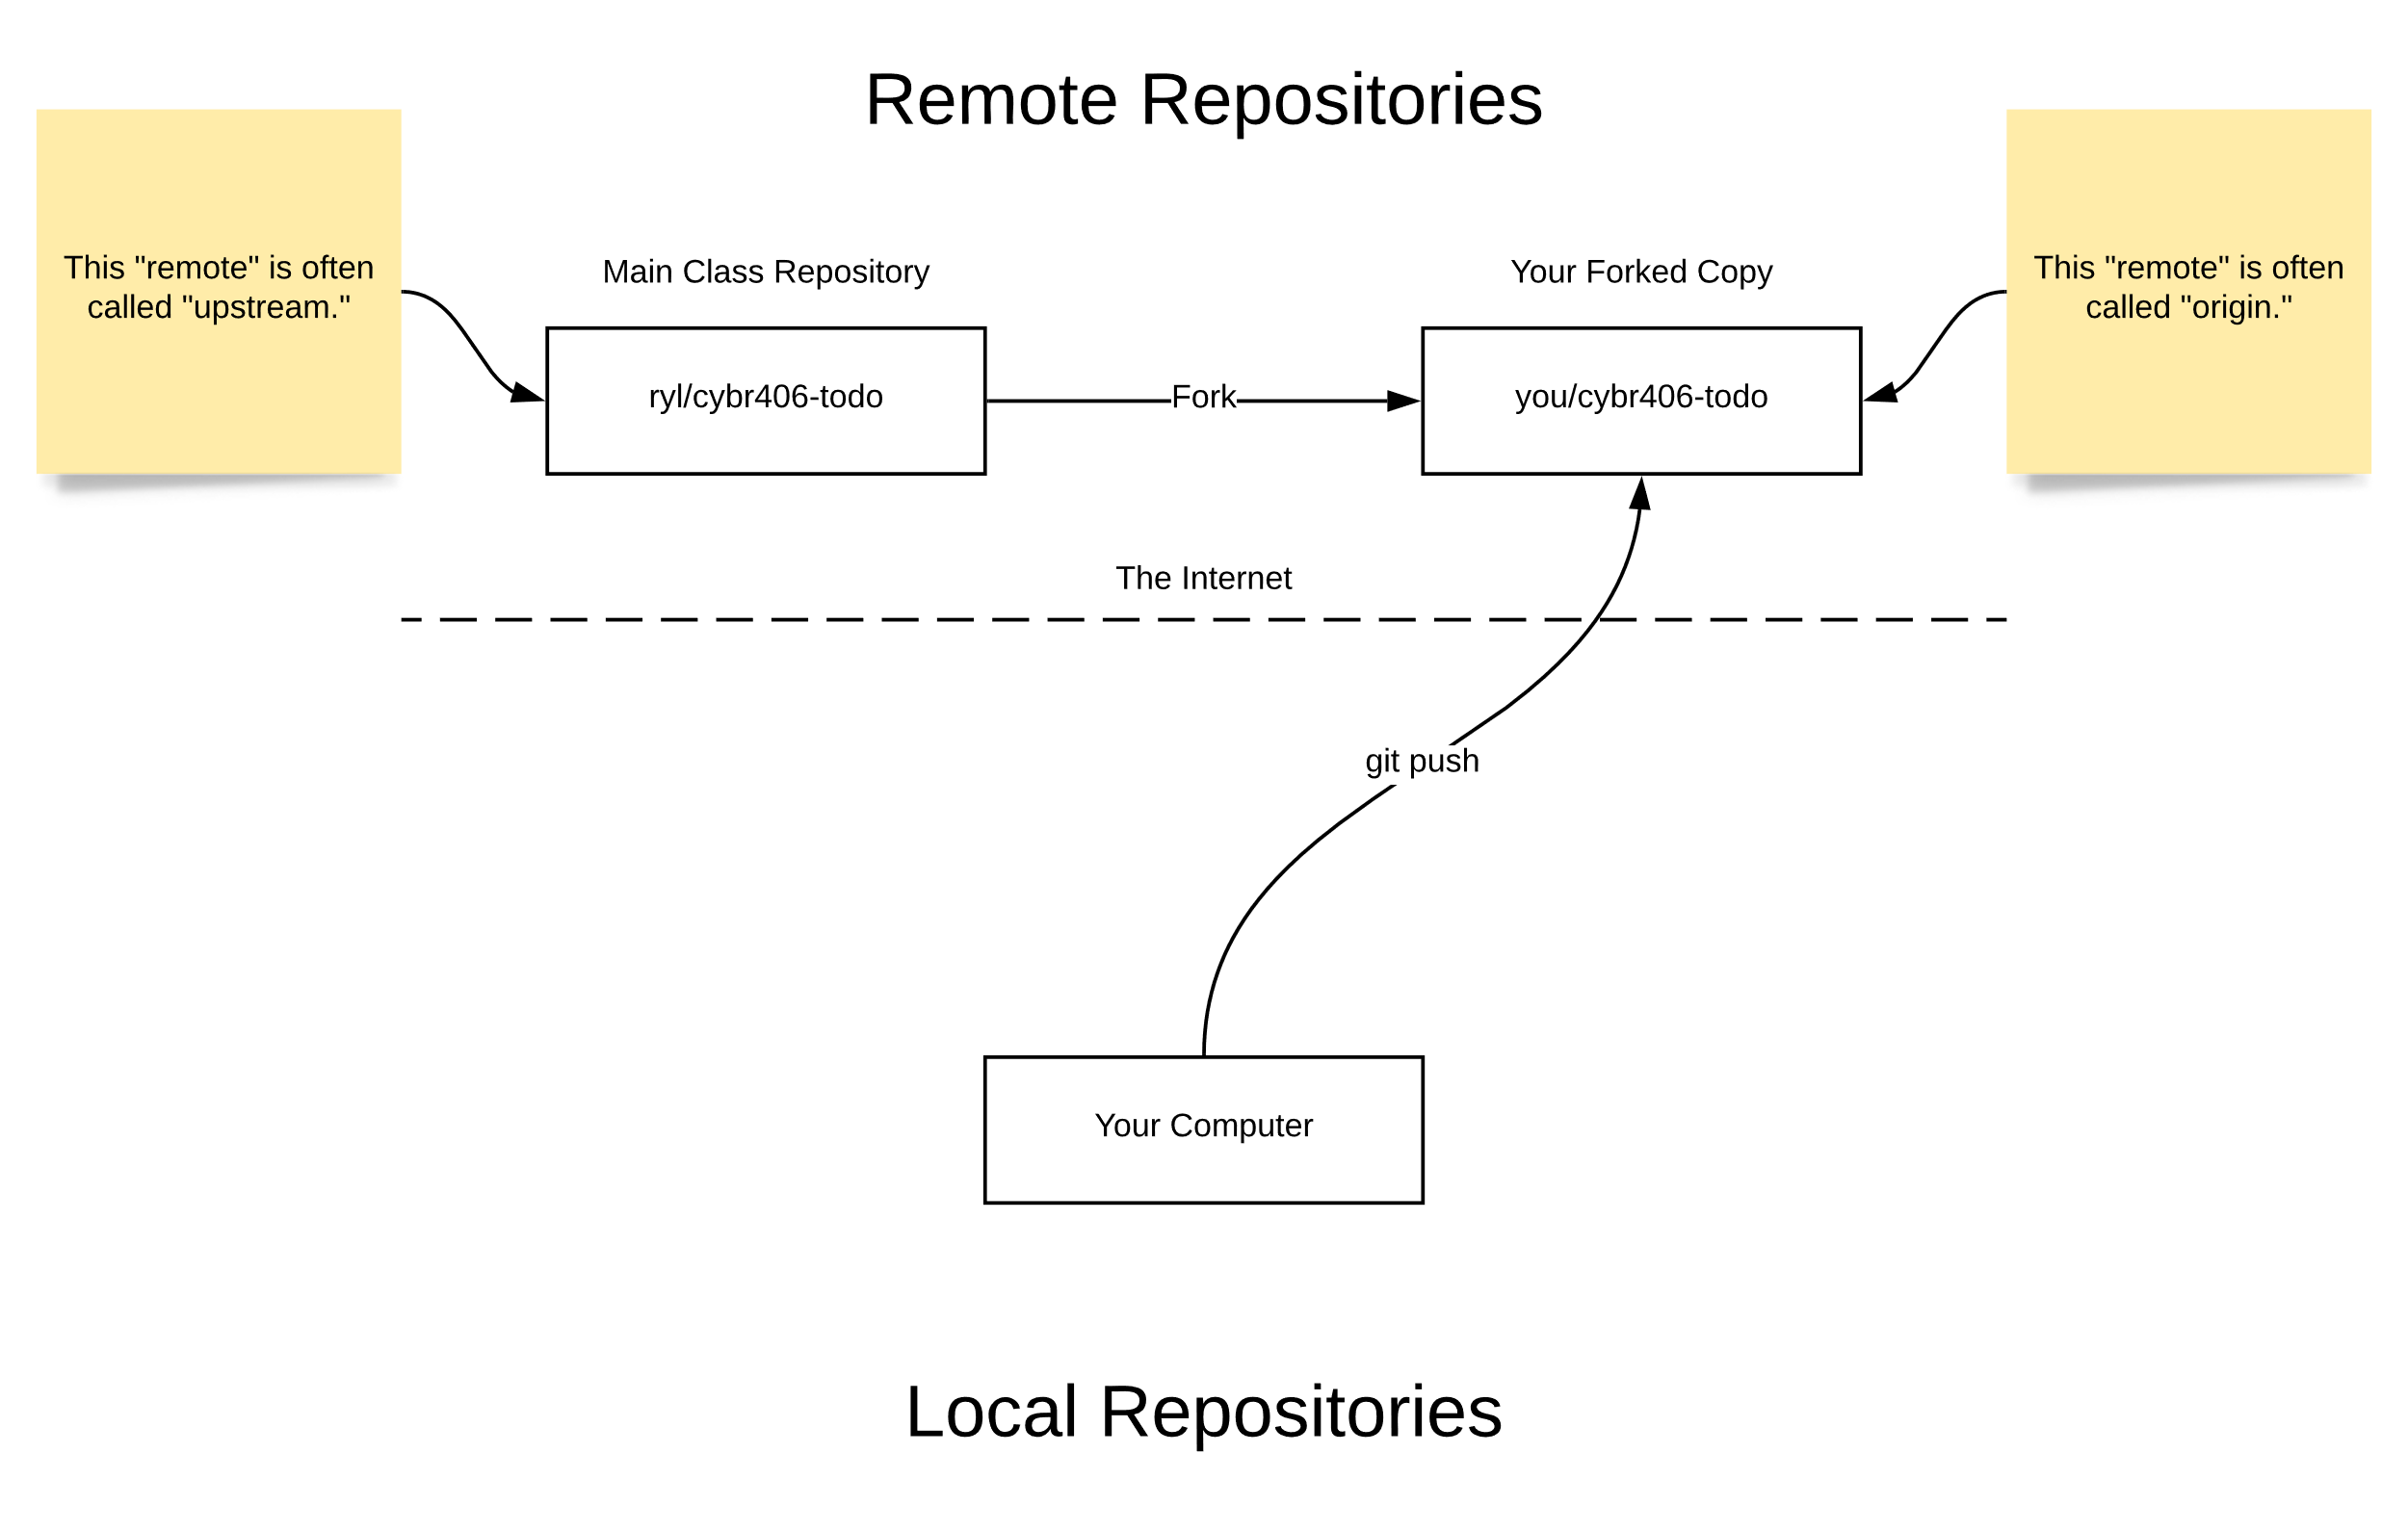 Remote Repositories
This "remote" is often
called "upstream."
Main Class Repository
Your Forked Copy
This "remote" is often
called "origin."
ryl/cybr406-todo
Fork
you/cybr406-todo
The Internet
git push
Your Computer
Local Repositories